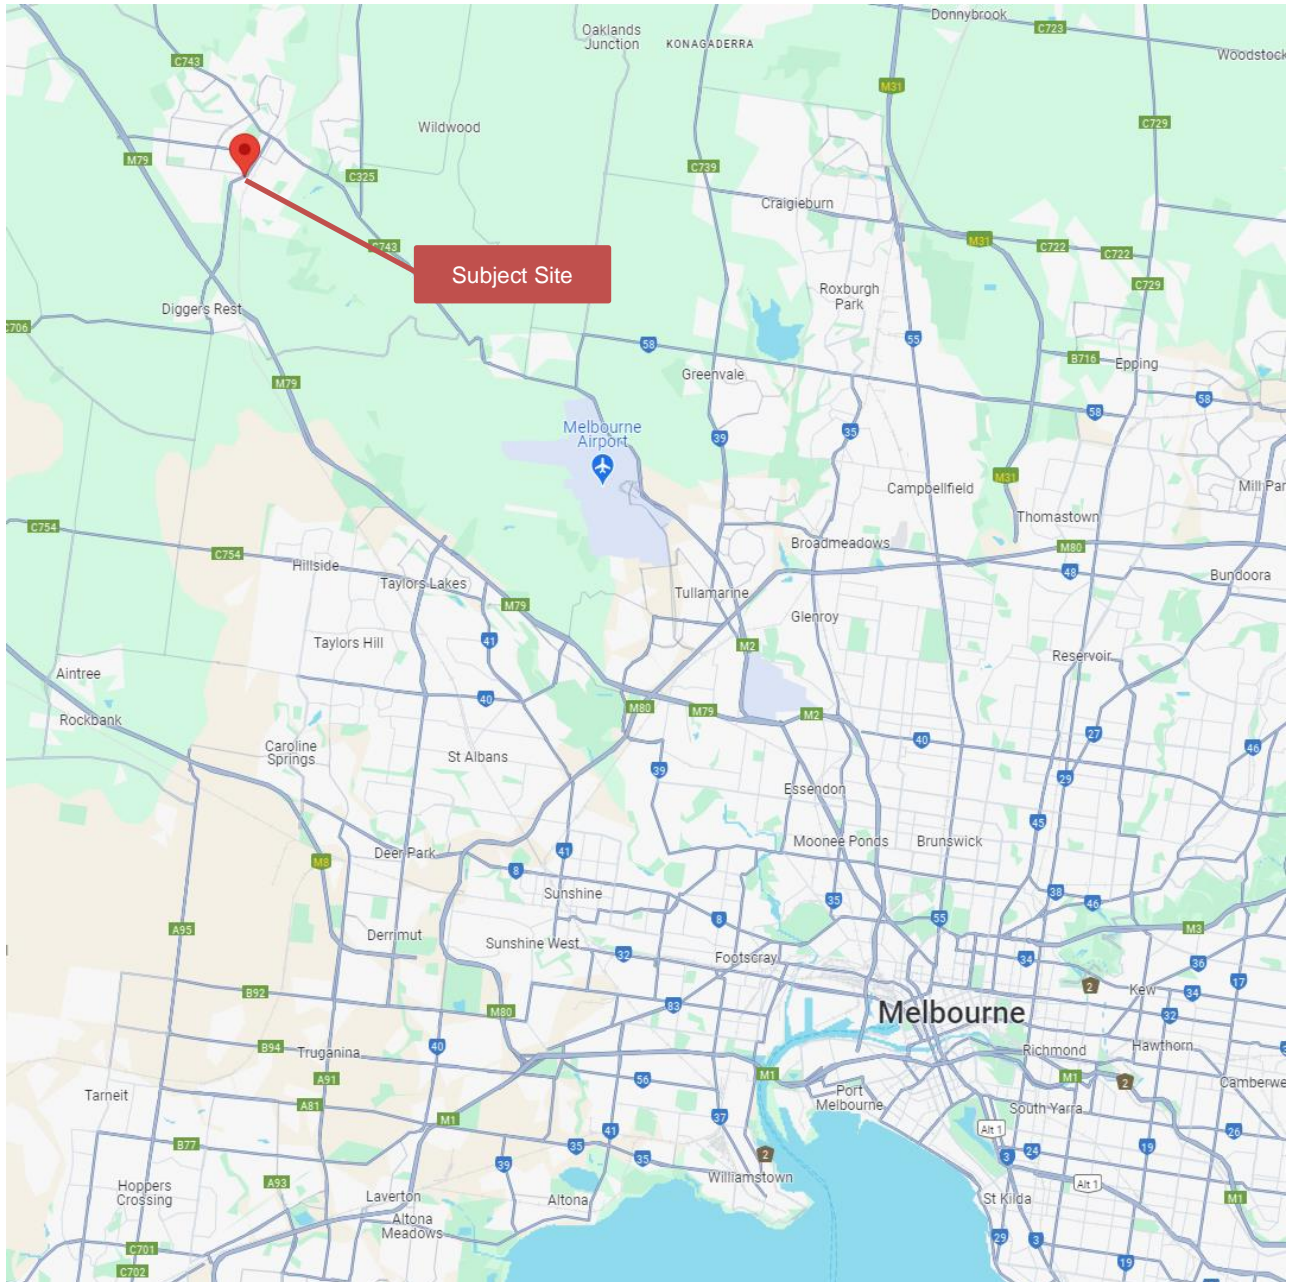 Donnybrook
C723
Oaklands
Junction
KONAGADERRA
Woodstock
C743
M31
Wildwood
C729
M79
C739
C325
Craigieburn
C743
M31
C722
C722
Subject Site
C729
Roxburgh
Park
Diggers Rest
C706
58
55
B716
Epping
Greenvale
M79
58
58
Melbourne
Airport
39
35
Campbellfield
M31
Mill Par
Thomastown
C754
C754
Broadmeadows
M80
Hillside
48
Bundoora
Taylors Lakes
Tullamarine
M79
Glenroy
Taylors Hill
41
M2
Reservoir
Aintree
40
M80
M79
M2
Rockbank
27
40
46
Caroline
Springs
St Albans
39
29
Essendon
45
Moonee Ponds
Brunswick
M8
Deer Park
41
8
Sunshine
38
46
35
8
55
A95
M3
Derrimut
Sunshine West
32
Footscray
34
36
2
Kew
17
B92
34
M80
83
Melbourne
32
B94
Truganina
40
Richmond
Hawthorn
A91
56
M1
M1
2
Camberwe
Tarneit
Port
Melbourne
A81
M1
37
South Yarra
41
Alt 1
26
B77
35
2
24
19
39
35
3
A93
Williamstown
Alt 1
Hoppers
Crossing
Laverton
Altona
St Kilda
M1
Altona
Meadows
29
3
C701
19
C702